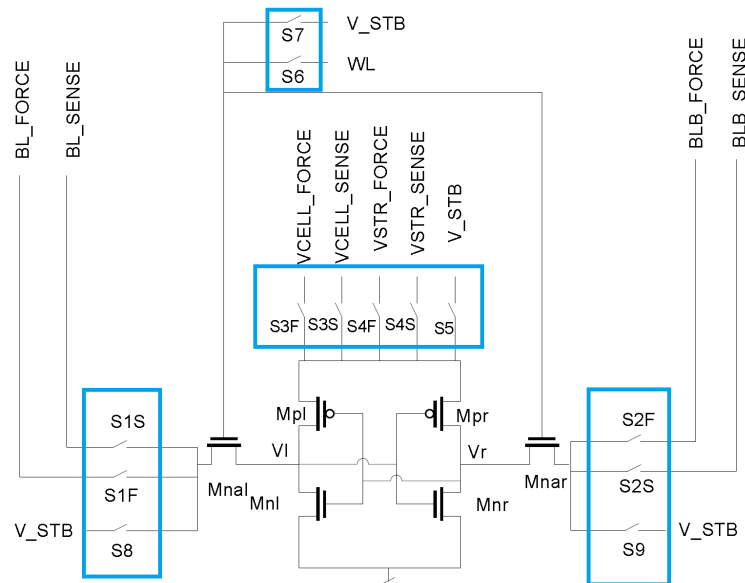 S7
V_STB
S6
WL
BL_FORCE
BL_SENSE
BLB_FORCE
BLB_SENSE
VCELL_FORCE
VCELL_SENSE
VSTR_FORCE
VSTR_SENSE
V_STB
S3F
S3S
S4F
S4S
S5
Mpl
Mpr
S1S
S2F
Vl
Vr
S1F
Mnal
Mnl
Mnr
Mnar
S2S
V_STB
S8
S9
V_STB